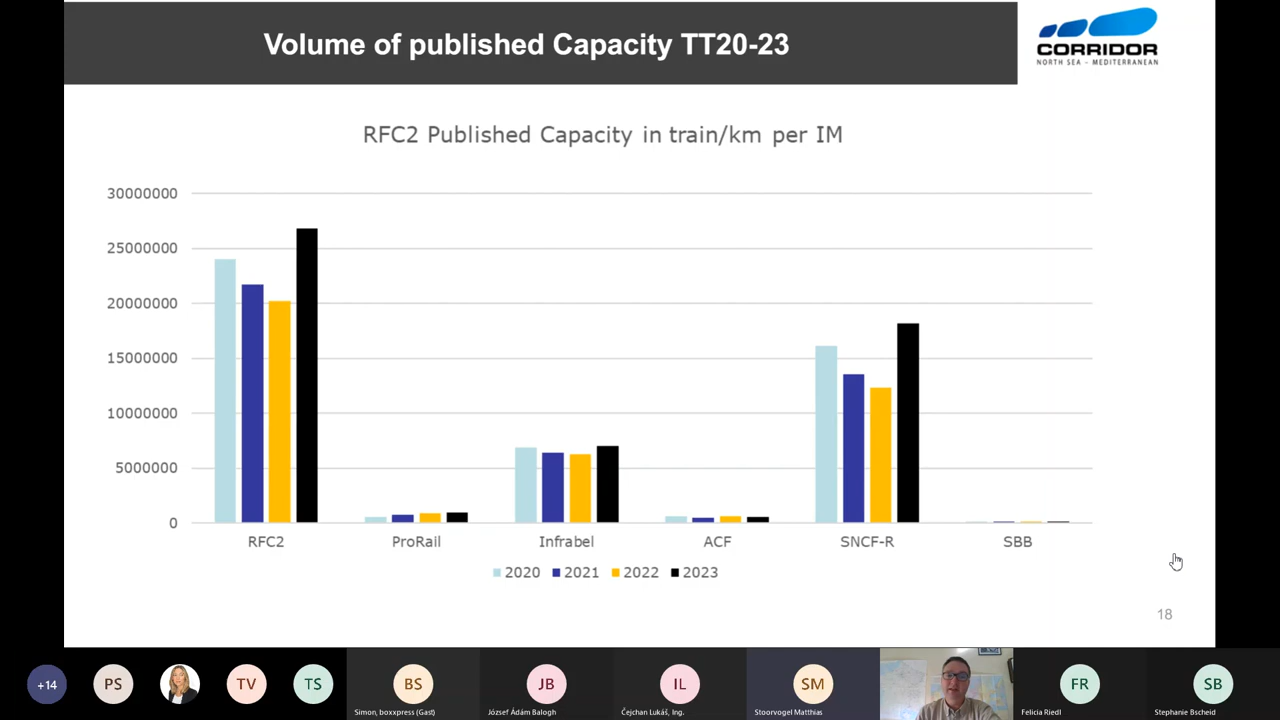 Volume of published Capacity TT20-23
CORRIDOR
NORTH SEA - MEDITERRANEAN
RFC2 Published Capacity in train/km per IM
30000000
25000000
20000000
15000000
10000000
5000000
0
RFC2 ProRail Infrabel ACF SNCF-R SBB
2020 2021 2022 2023
18
+14 PS TV TS BS JB IL SM FR SB
Simon, boxxpress (Gast) József Ádám Balogh Čejchan Lukáš, Ing. Stoorvogel Matthias Felicia Riedl Stephanie Bscheid